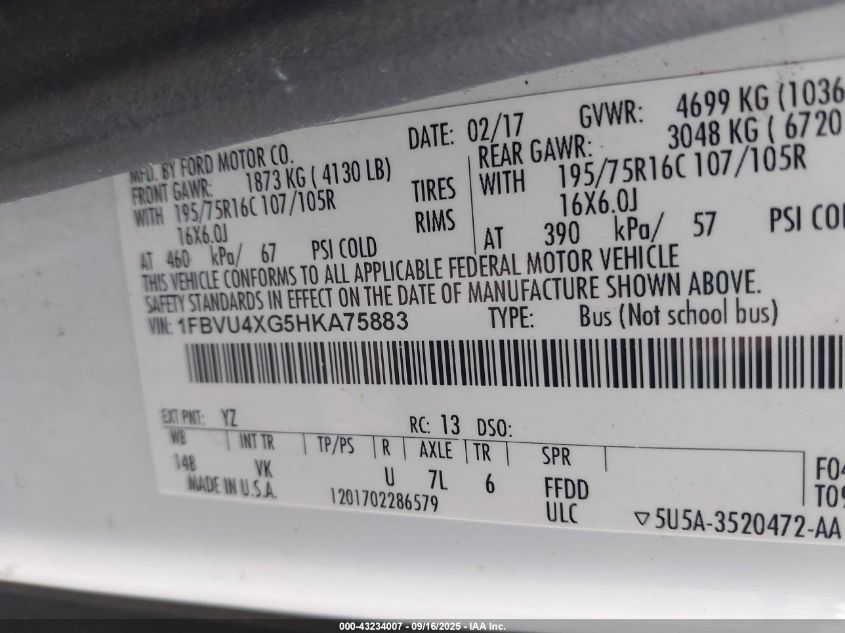 MFD. BY FORD MOTOR CO.
DATE: 02/17
GVWR: 4699 KG (1036
FRONT GAWR: 1873 KG ( 4130 LB)
REAR GAWR: 3048 KG ( 6720
WITH 195/75R16C 107/105R
TIRES
WITH 195/75R16C 107/105R
16X6.0J
RIMS
16X6.0J
AT 460 kPa/ 67 PSI COLD
AT 390 kPa/ 57 PSI COL
THIS VEHICLE CONFORMS TO ALL APPLICABLE FEDERAL MOTOR VEHICLE
SAFETY STANDARDS IN EFFECT ON THE DATE OF MANUFACTURE SHOWN ABOVE.
VIN: 1FBVU4XG5HKA75883
TYPE: Bus (Not school bus)
EXT PNT: YZ
RC: 13 DSO:
WB INT TR TP/PS R AXLE TR SPR
148 VK U 7L 6 FFDD
F04
MADE IN U.S.A.
1201702286579
ULC
T09
▽5U5A-3520472-AA
000-43234007 - 09/16/2025 - IAA Inc.